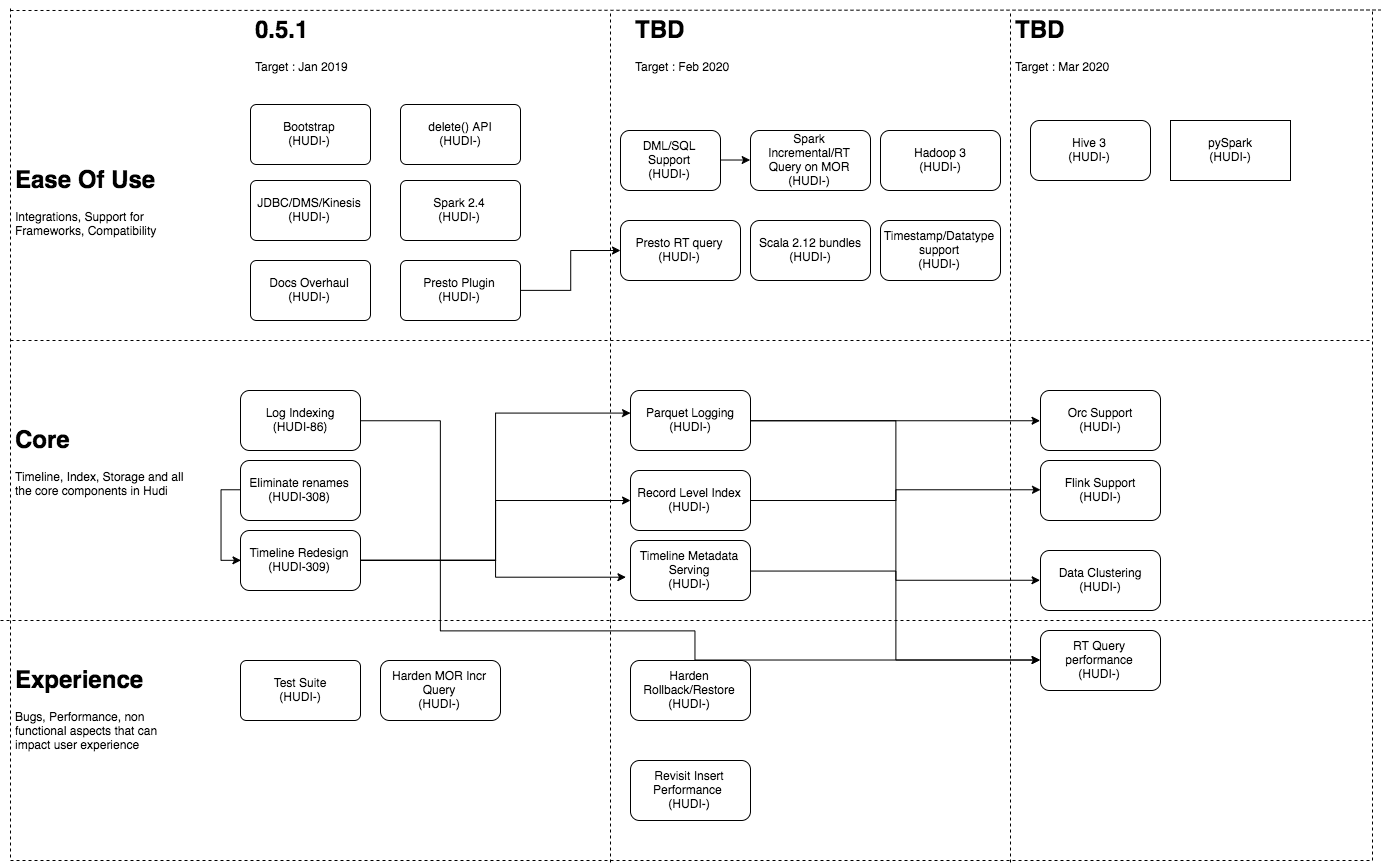 0.5.1
Target : Jan 2019
TBD
Target : Feb 2020
TBD
Target : Mar 2020
Ease Of Use
Integrations, Support for
Frameworks, Compatibility
Bootstrap
(HUDI-)
delete() API
(HUDI-)
JDBC/DMS/Kinesis
(HUDI-)
Spark 2.4
(HUDI-)
Docs Overhaul
(HUDI-)
Presto Plugin
(HUDI-)
DML/SQL
Support
(HUDI-)
Spark
Incremental/RT
Query on MOR
(HUDI-)
Hadoop 3
(HUDI-)
Presto RT query
(HUDI-)
Scala 2.12 bundles
(HUDI-)
Timestamp/Datatype
support
(HUDI-)
Hive 3
(HUDI-)
pySpark
(HUDI-)
Core
Timeline, Index, Storage and all
the core components in Hudi
Log Indexing
(HUDI-86)
Eliminate renames
(HUDI-308)
Timeline Redesign
(HUDI-309)
Parquet Logging
(HUDI-)
Record Level Index
(HUDI-)
Timeline Metadata
Serving
(HUDI-)
Orc Support
(HUDI-)
Flink Support
(HUDI-)
Data Clustering
(HUDI-)
Experience
Bugs, Performance, non
functional aspects that can
impact user experience
Test Suite
(HUDI-)
Harden MOR Incr
Query
(HUDI-)
Harden
Rollback/Restore
(HUDI-)
Revisit Insert
Performance
(HUDI-)
RT Query
performance
(HUDI-)